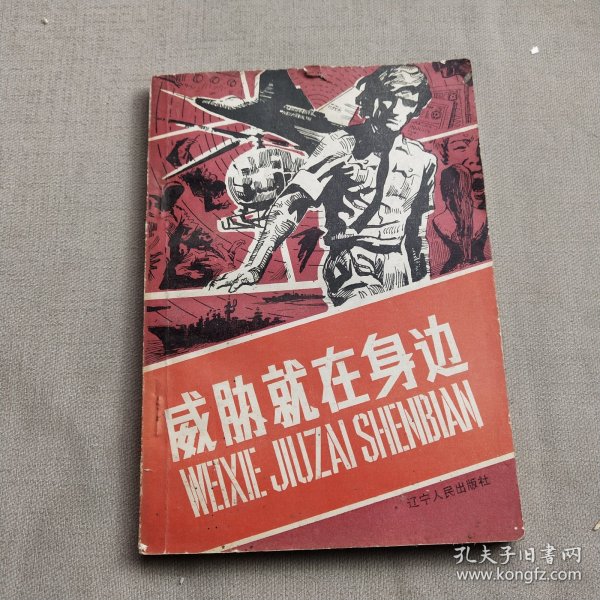 威胁就在身边
WEIXIE JIUZAI SHENBIAN
辽宁人民出版社
孔夫子旧书网
www.kongfz.com